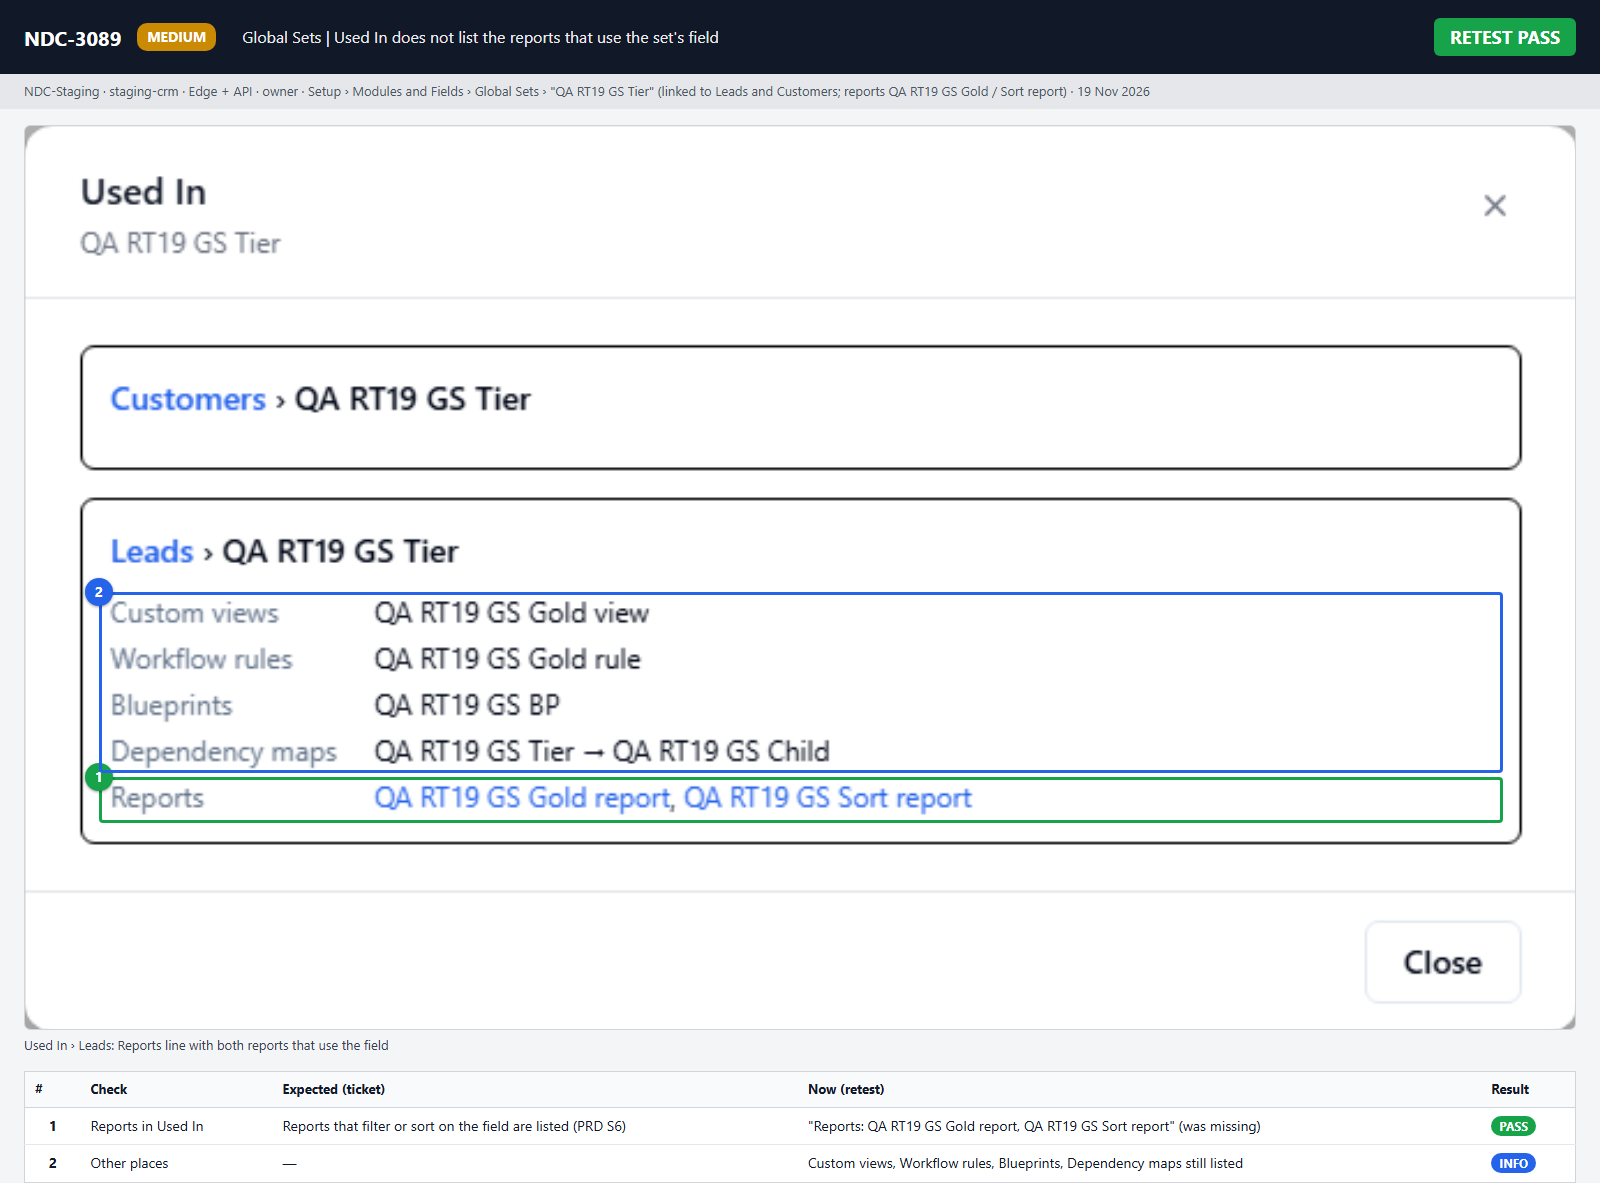 NDC-3089 MEDIUM Global Sets | Used In does not list the reports that use the set's field RETEST PASS
NDC-Staging · staging-crm · Edge + API · owner · Setup › Modules and Fields › Global Sets › "QA RT19 GS Tier" (linked to Leads and Customers; reports QA RT19 GS Gold / Sort report) · 19 Nov 2026
Used In
QA RT19 GS Tier
Customers › QA RT19 GS Tier
Leads › QA RT19 GS Tier
2
Custom views QA RT19 GS Gold view
Workflow rules QA RT19 GS Gold rule
Blueprints QA RT19 GS BP
Dependency maps QA RT19 GS Tier → QA RT19 GS Child
1
Reports QA RT19 GS Gold report, QA RT19 GS Sort report
Close
Used In › Leads: Reports line with both reports that use the field
# Check Expected (ticket) Now (retest) Result
1 Reports in Used In Reports that filter or sort on the field are listed (PRD S6) "Reports: QA RT19 GS Gold report, QA RT19 GS Sort report" (was missing) PASS
2 Other places — Custom views, Workflow rules, Blueprints, Dependency maps still listed INFO